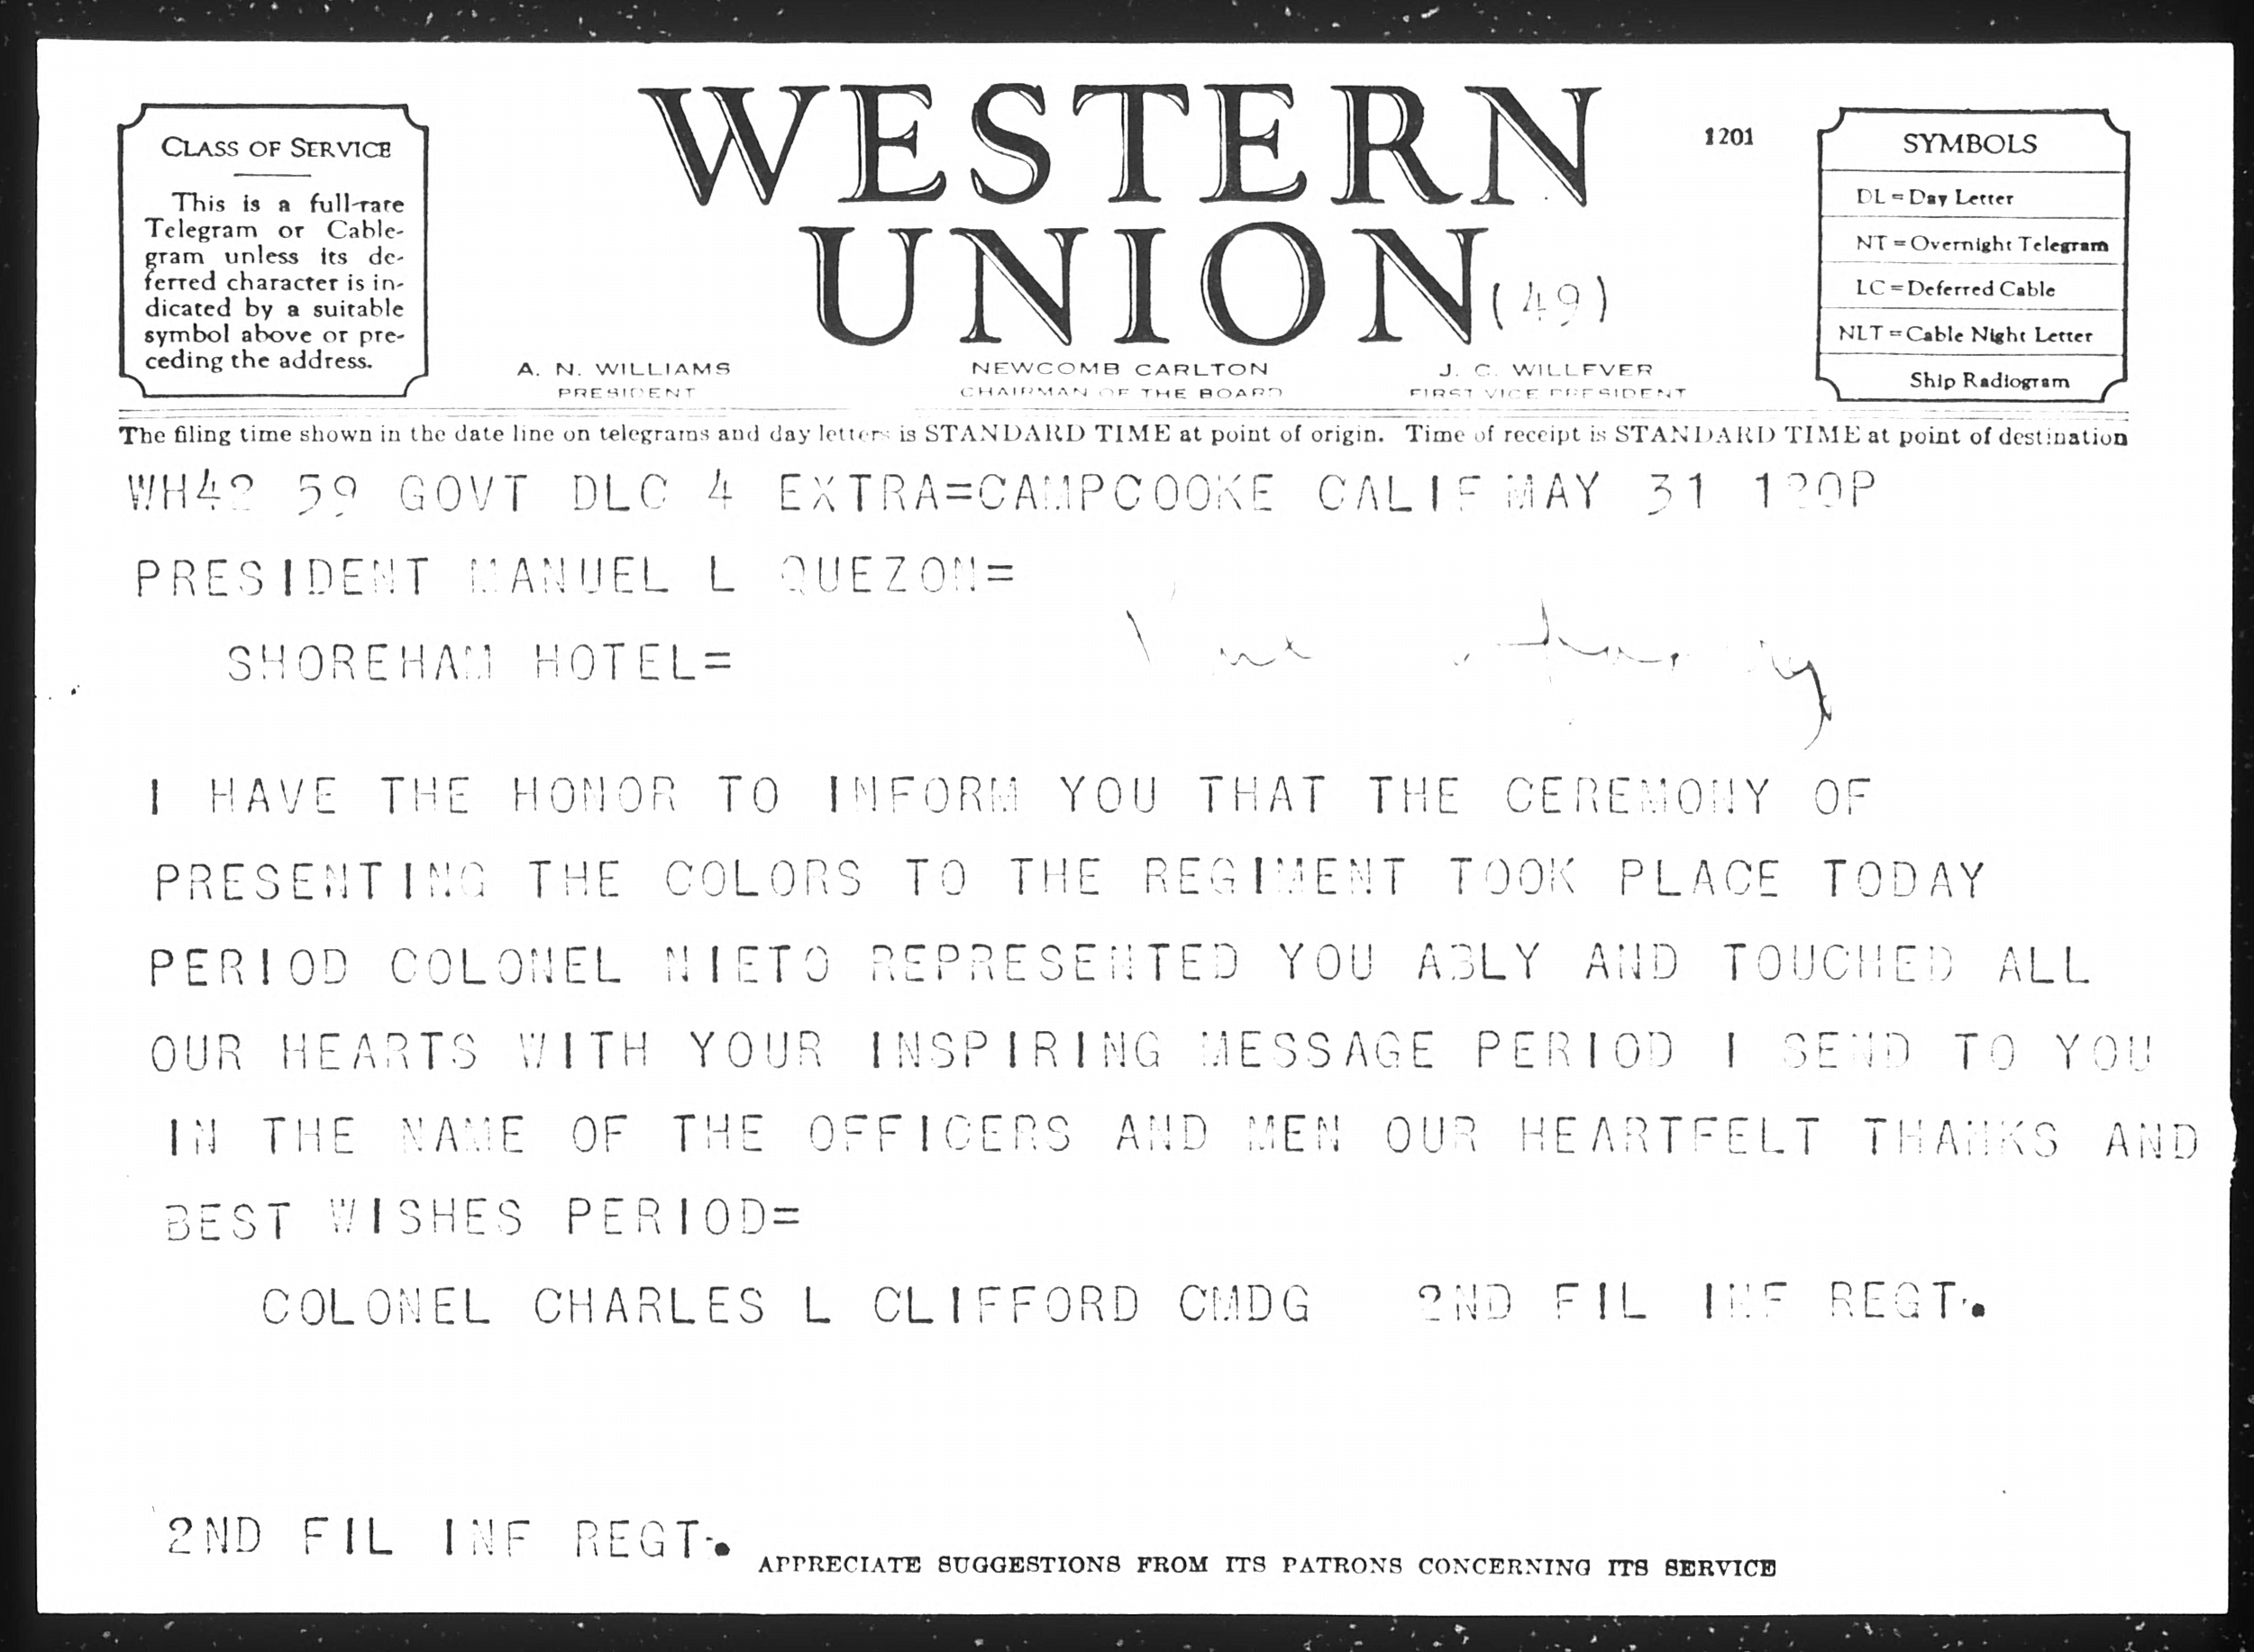 WESTERN
UNION (49)
1201
CLASS OF SERVICE
This is a full-rate
Telegram or Cable-
gram unless its de-
ferred character is in-
dicated by a suitable
symbol above or pre-
ceding the address.
SYMBOLS
DL = Day Letter
NT = Overnight Telegram
LC = Deferred Cable
NLT = Cable Night Letter
Ship Radiogram
A. N. WILLIAMS
PRESIDENT
NEWCOMB CARLTON
CHAIRMAN OF THE BOARD
J. C. WILLEVER
FIRST VICE PRESIDENT
The filing time shown in the date line on telegrams and day letters is STANDARD TIME at point of origin. Time of receipt is STANDARD TIME at point of destination
WH42 59 GOVT DLC 4 EXTRA=CAMPCOOKE CALIF MAY 31 120P
PRESIDENT MANUEL L QUEZON=
SHOREHAM HOTEL=
I HAVE THE HONOR TO INFORM YOU THAT THE CEREMONY OF
PRESENTING THE COLORS TO THE REGIMENT TOOK PLACE TODAY
PERIOD COLONEL NIETO REPRESENTED YOU ABLY AND TOUCHED ALL
OUR HEARTS WITH YOUR INSPIRING MESSAGE PERIOD I SEND TO YOU
IN THE NAME OF THE OFFICERS AND MEN OUR HEARTFELT THANKS AND
BEST WISHES PERIOD=
COLONEL CHARLES L CLIFFORD CMDG 2ND FIL INF REGT.
2ND FIL INF REGT.
APPRECIATE SUGGESTIONS FROM ITS PATRONS CONCERNING ITS SERVICE